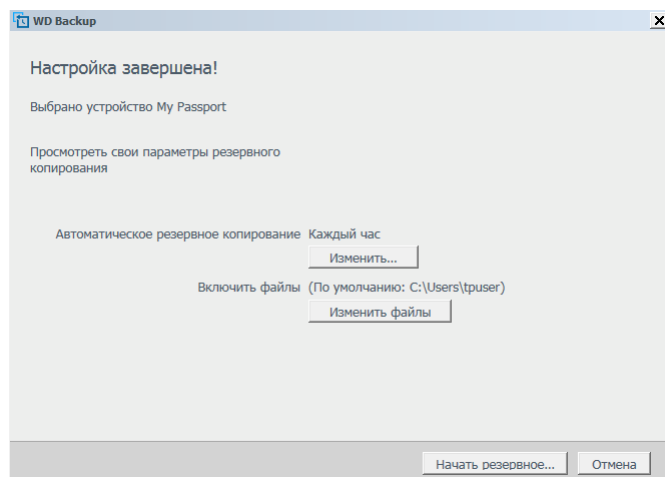 WD Backup
Настройка завершена!
Выбрано устройство My Passport
Просмотреть свои параметры резервного
копирования
Автоматическое резервное копирование Каждый час
Изменить...
Включить файлы (По умолчанию: C:\Users\tpuser)
Изменить файлы
Начать резервное... Отмена